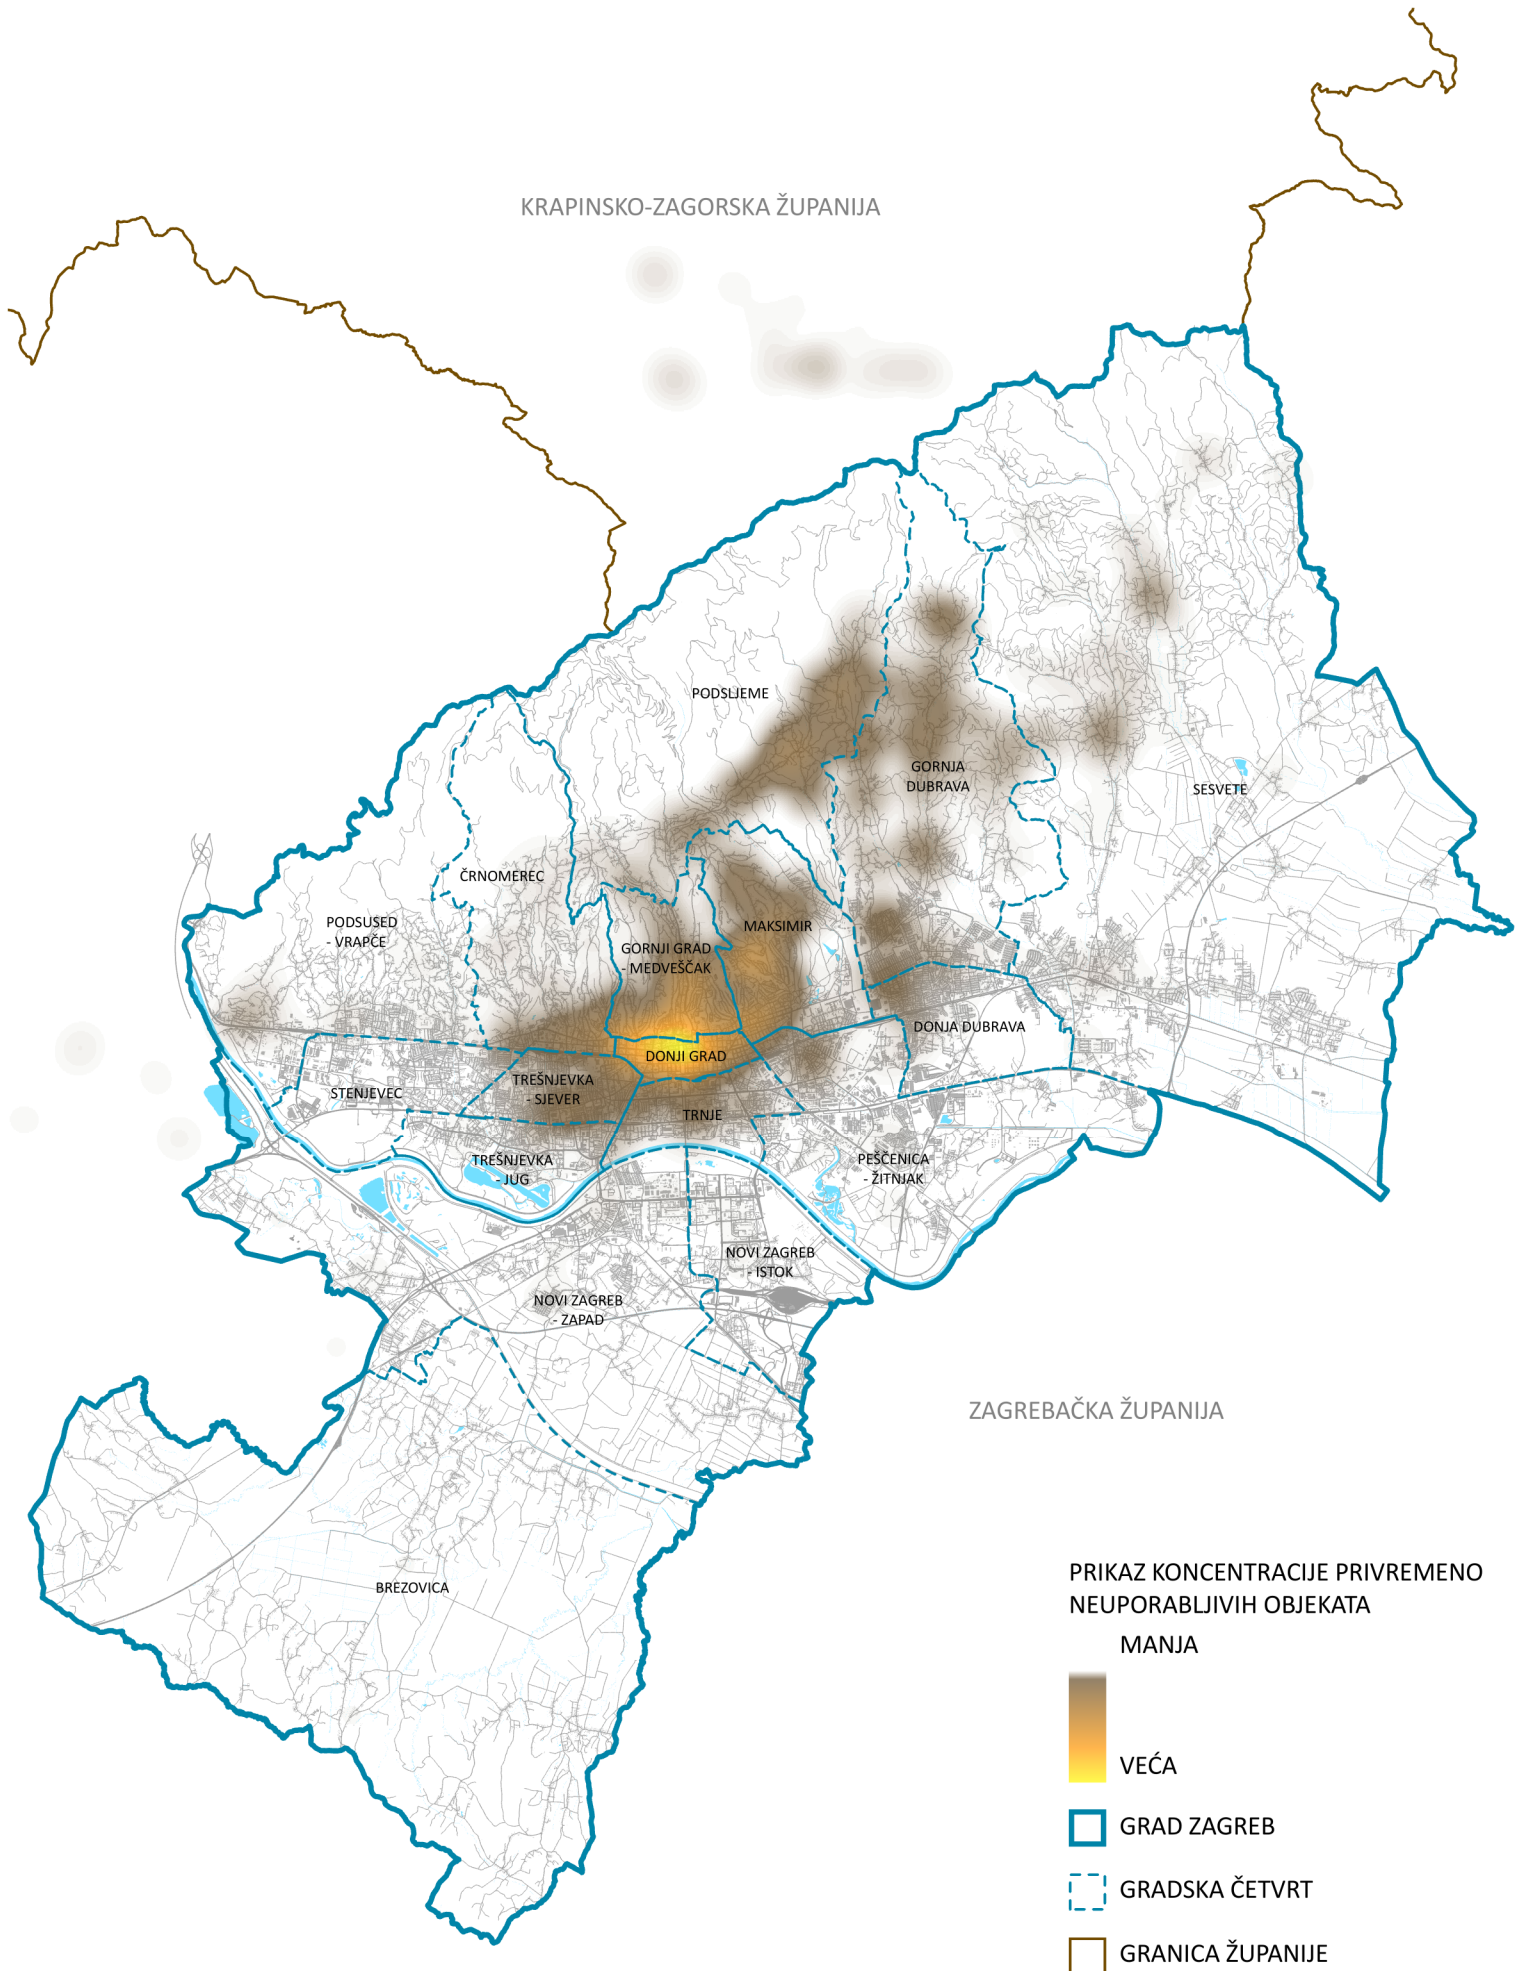 KRAPINSKO-ZAGORSKA ŽUPANIJA
PODSLJEME
GORNJA
DUBRAVA
SESVETE
ČRNOMEREC
PODSUSED
- VRAPČE
MAKSIMIR
GORNJI GRAD
- MEDVEŠČAK
DONJA DUBRAVA
DONJI GRAD
TREŠNJEVKA
- SJEVER
STENJEVEC
TRNJE
TREŠNJEVKA
- JUG
PEŠČENICA
- ŽITNJAK
NOVI ZAGREB
- ISTOK
NOVI ZAGREB
- ZAPAD
ZAGREBAČKA ŽUPANIJA
BREZOVICA
PRIKAZ KONCENTRACIJE PRIVREMENO
NEUPORABLJIVIH OBJEKATA
MANJA
VEĆA
GRAD ZAGREB
GRADSKA ČETVRT
GRANICA ŽUPANIJE